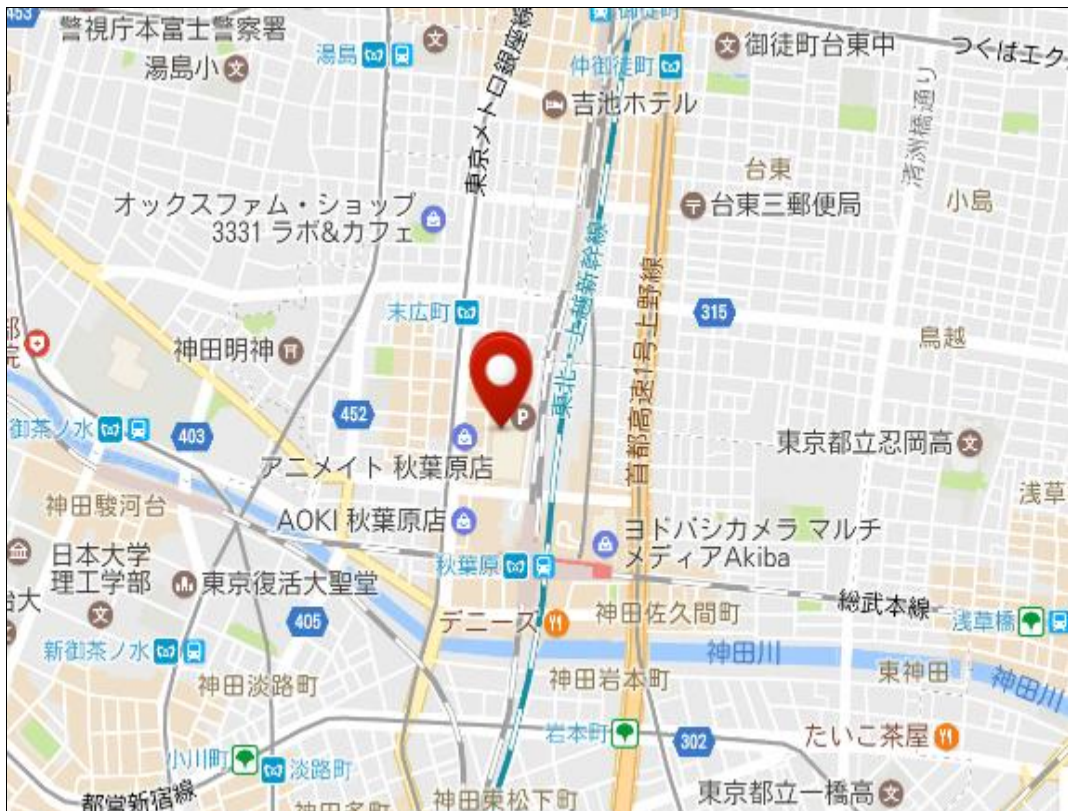 453
警視庁本富士警察署
湯島小
湯島
東京メトロ銀座線
御徒町
仲御徒町
御徒町台東中
つくばエク
吉池ホテル
清洲橋通り
台東
小島
台東三郵便局
オックスファム・ショップ
3331 ラボ&カフェ
東北・上越新幹線
首都高速1号上野線
末広町
315
鳥越
神田明神
院
P
452
403
御茶ノ水
アニメイト 秋葉原店
東京都立忍岡高
浅草
神田駿河台
AOKI 秋葉原店
ヨドバシカメラ マルチ
メディアAkiba
日本大学
理工学部
東京復活大聖堂
秋葉原
総武本線
治大
405
デニーズ
神田佐久間町
浅草橋
新御茶ノ水
神田川
神田淡路町
神田岩本町
東神田
神田川
岩本町
302
たいこ茶屋
小川町
淡路町
都営新宿線
神田多町
神田東松下町
東京都立一橋高